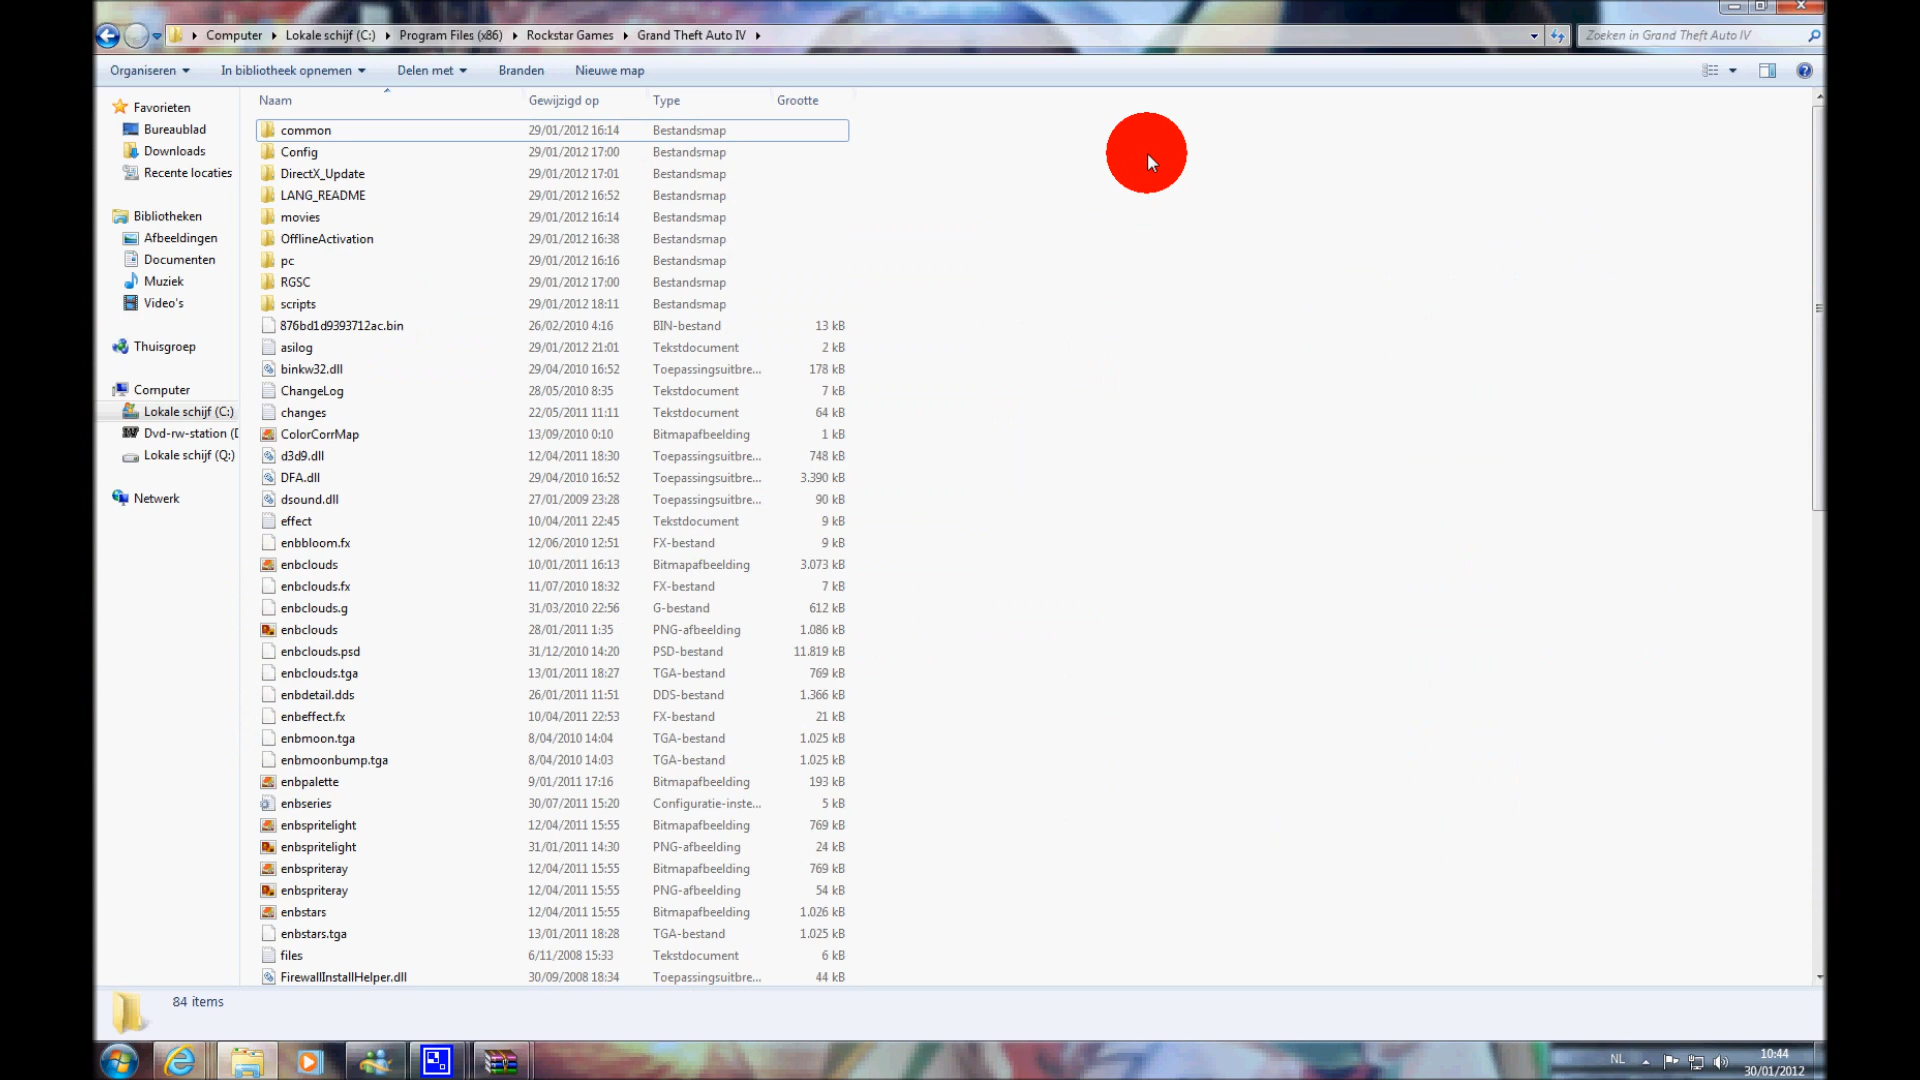 Computer Lokale schijf (C:) Program Files (x86) Rockstar Games Grand Theft Auto IV Zoeken in Grand Theft Auto IV
Organiseren In bibliotheek opnemen Delen met Branden Nieuwe map
Favorieten
Bureaublad
Downloads
Recente locaties
Bibliotheken
Afbeeldingen
Documenten
Muziek
Video's
Thuisgroep
Computer
Lokale schijf (C:)
Dvd-rw-station (D
Lokale schijf (Q:)
Netwerk
Naam Gewijzigd op Type Grootte
common 29/01/2012 16:14 Bestandsmap
Config 29/01/2012 17:00 Bestandsmap
DirectX_Update 29/01/2012 17:01 Bestandsmap
LANG_README 29/01/2012 16:52 Bestandsmap
movies 29/01/2012 16:14 Bestandsmap
OfflineActivation 29/01/2012 16:38 Bestandsmap
pc 29/01/2012 16:16 Bestandsmap
RGSC 29/01/2012 17:00 Bestandsmap
scripts 29/01/2012 18:11 Bestandsmap
876bd1d9393712ac.bin 26/02/2010 4:16 BIN-bestand 13 kB
asilog 29/01/2012 21:01 Tekstdocument 2 kB
binkw32.dll 29/04/2010 16:52 Toepassingsuitbre... 178 kB
ChangeLog 28/05/2010 8:35 Tekstdocument 7 kB
changes 22/05/2011 11:11 Tekstdocument 64 kB
ColorCorrMap 13/09/2010 0:10 Bitmapafbeelding 1 kB
d3d9.dll 12/04/2011 18:30 Toepassingsuitbre... 748 kB
DFA.dll 29/04/2010 16:52 Toepassingsuitbre... 3.390 kB
dsound.dll 27/01/2009 23:28 Toepassingsuitbre... 90 kB
effect 10/04/2011 22:45 Tekstdocument 9 kB
enbbloom.fx 12/06/2010 12:51 FX-bestand 9 kB
enbclouds 10/01/2011 16:13 Bitmapafbeelding 3.073 kB
enbclouds.fx 11/07/2010 18:32 FX-bestand 7 kB
enbclouds.g 31/03/2010 22:56 G-bestand 612 kB
enbclouds 28/01/2011 1:35 PNG-afbeelding 1.086 kB
enbclouds.psd 31/12/2010 14:20 PSD-bestand 11.819 kB
enbclouds.tga 13/01/2011 18:27 TGA-bestand 769 kB
enbdetail.dds 26/01/2011 11:51 DDS-bestand 1.366 kB
enbeffect.fx 10/04/2011 22:53 FX-bestand 21 kB
enbmoon.tga 8/04/2010 14:04 TGA-bestand 1.025 kB
enbmoonbump.tga 8/04/2010 14:03 TGA-bestand 1.025 kB
enbpalette 9/01/2011 17:16 Bitmapafbeelding 193 kB
enbseries 30/07/2011 15:20 Configuratie-inste... 5 kB
enbspritelight 12/04/2011 15:55 Bitmapafbeelding 769 kB
enbspritelight 31/01/2011 14:30 PNG-afbeelding 24 kB
enbspriteray 12/04/2011 15:55 Bitmapafbeelding 769 kB
enbspriteray 12/04/2011 15:55 PNG-afbeelding 54 kB
enbstars 12/04/2011 15:55 Bitmapafbeelding 1.026 kB
enbstars.tga 13/01/2011 18:28 TGA-bestand 1.025 kB
files 6/11/2008 15:33 Tekstdocument 6 kB
FirewallInstallHelper.dll 30/09/2008 18:34 Toepassingsuitbre... 44 kB
84 items
NL
10:44
30/01/2012